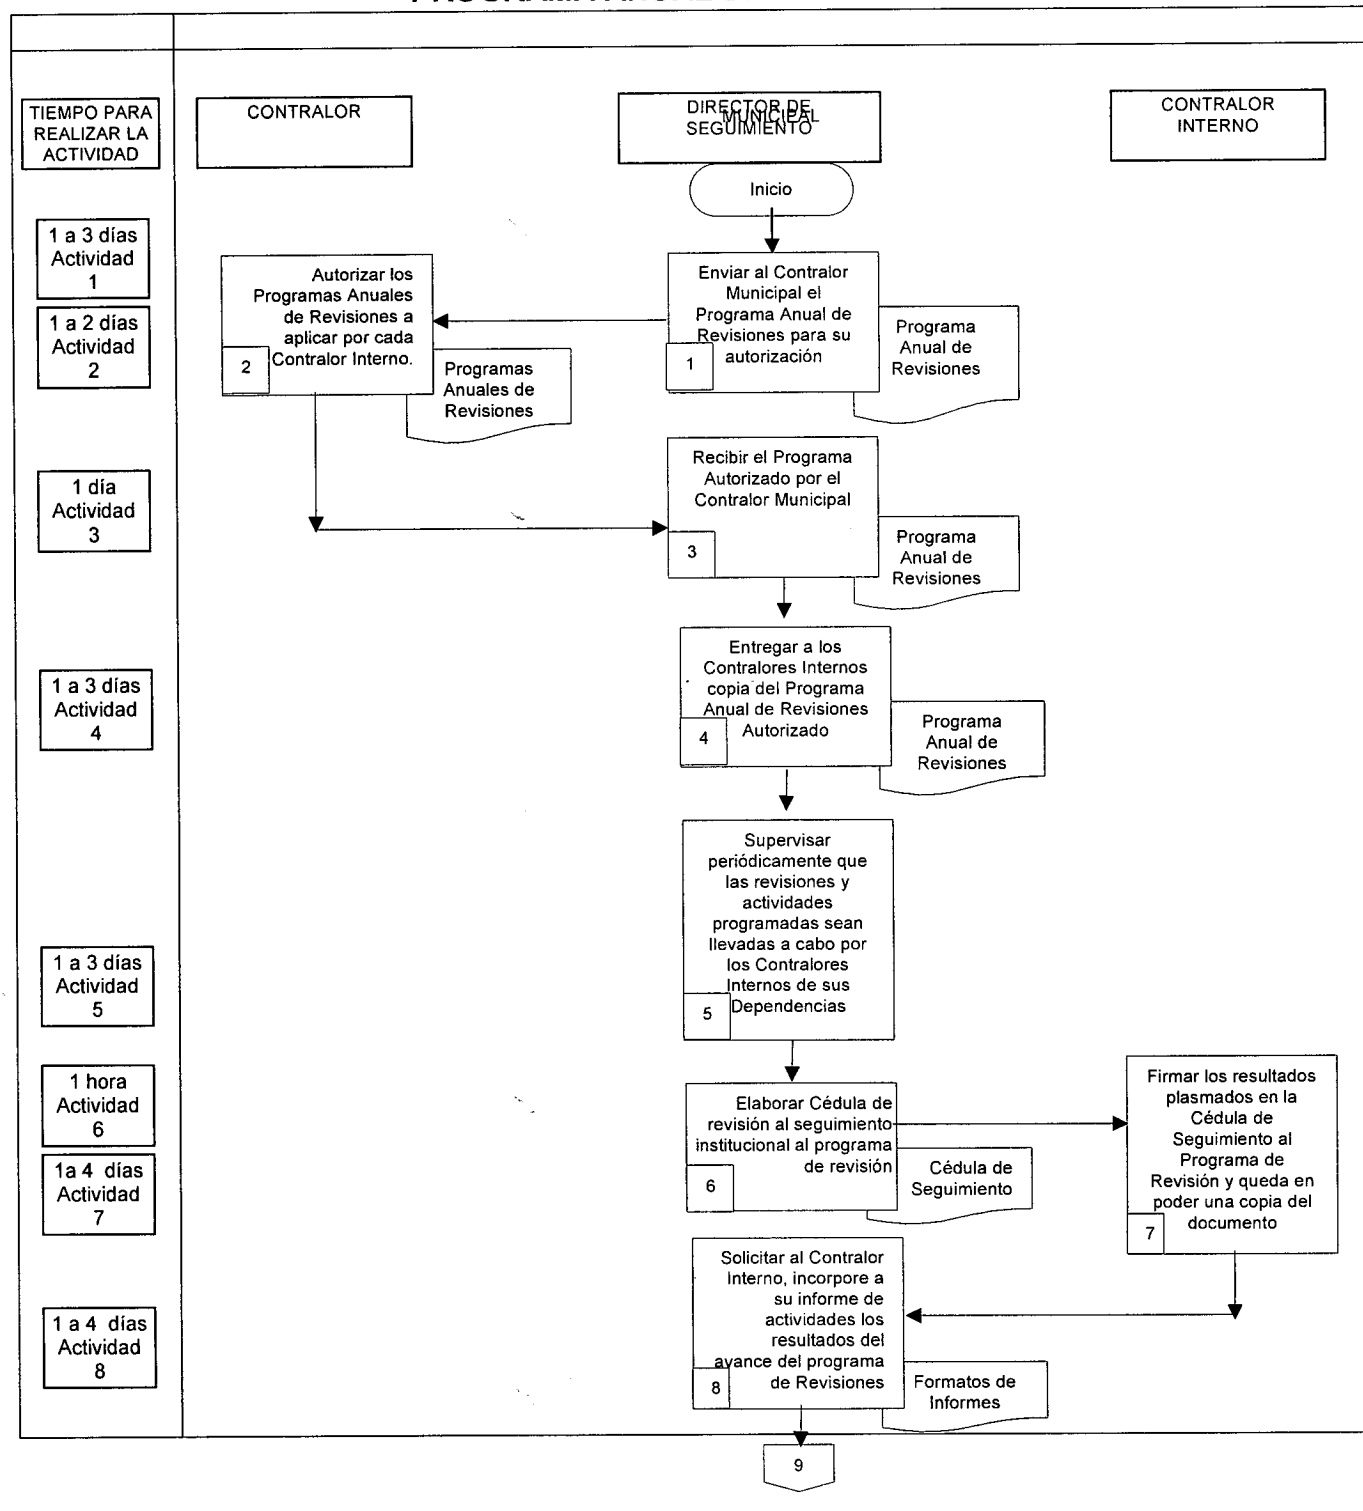 TIEMPO PARA
REALIZAR LA
ACTIVIDAD
CONTRALOR
DIRECTOR DE
MUNICIPAL
SEGUIMIENTO
CONTRALOR
INTERNO
Inicio
1 a 3 días
Actividad
1
Enviar al Contralor
Municipal el
Programa Anual de
Revisiones para su
autorización
1
Programa
Anual de
Revisiones
1 a 2 días
Actividad
2
Autorizar los
Programas Anuales
de Revisiones a
aplicar por cada
Contralor Interno.
2
Programas
Anuales de
Revisiones
1 día
Actividad
3
Recibir el Programa
Autorizado por el
Contralor Municipal
3
Programa
Anual de
Revisiones
1 a 3 días
Actividad
4
Entregar a los
Contralores Internos
copia del Programa
Anual de Revisiones
Autorizado
4
Programa
Anual de
Revisiones
1 a 3 días
Actividad
5
Supervisar
periódicamente que
las revisiones y
actividades
programadas sean
llevadas a cabo por
los Contralores
Internos de sus
Dependencias
5
1 hora
Actividad
6
Elaborar Cédula de
revisión al seguimiento
institucional al programa
de revisión
6
Cédula de
Seguimiento
1a 4 días
Actividad
7
Firmar los resultados
plasmados en la
Cédula de
Seguimiento al
Programa de
Revisión y queda en
poder una copia del
documento
7
1 a 4 días
Actividad
8
Solicitar al Contralor
Interno, incorpore a
su informe de
actividades los
resultados del
avance del programa
de Revisiones
8
Formatos de
Informes
9